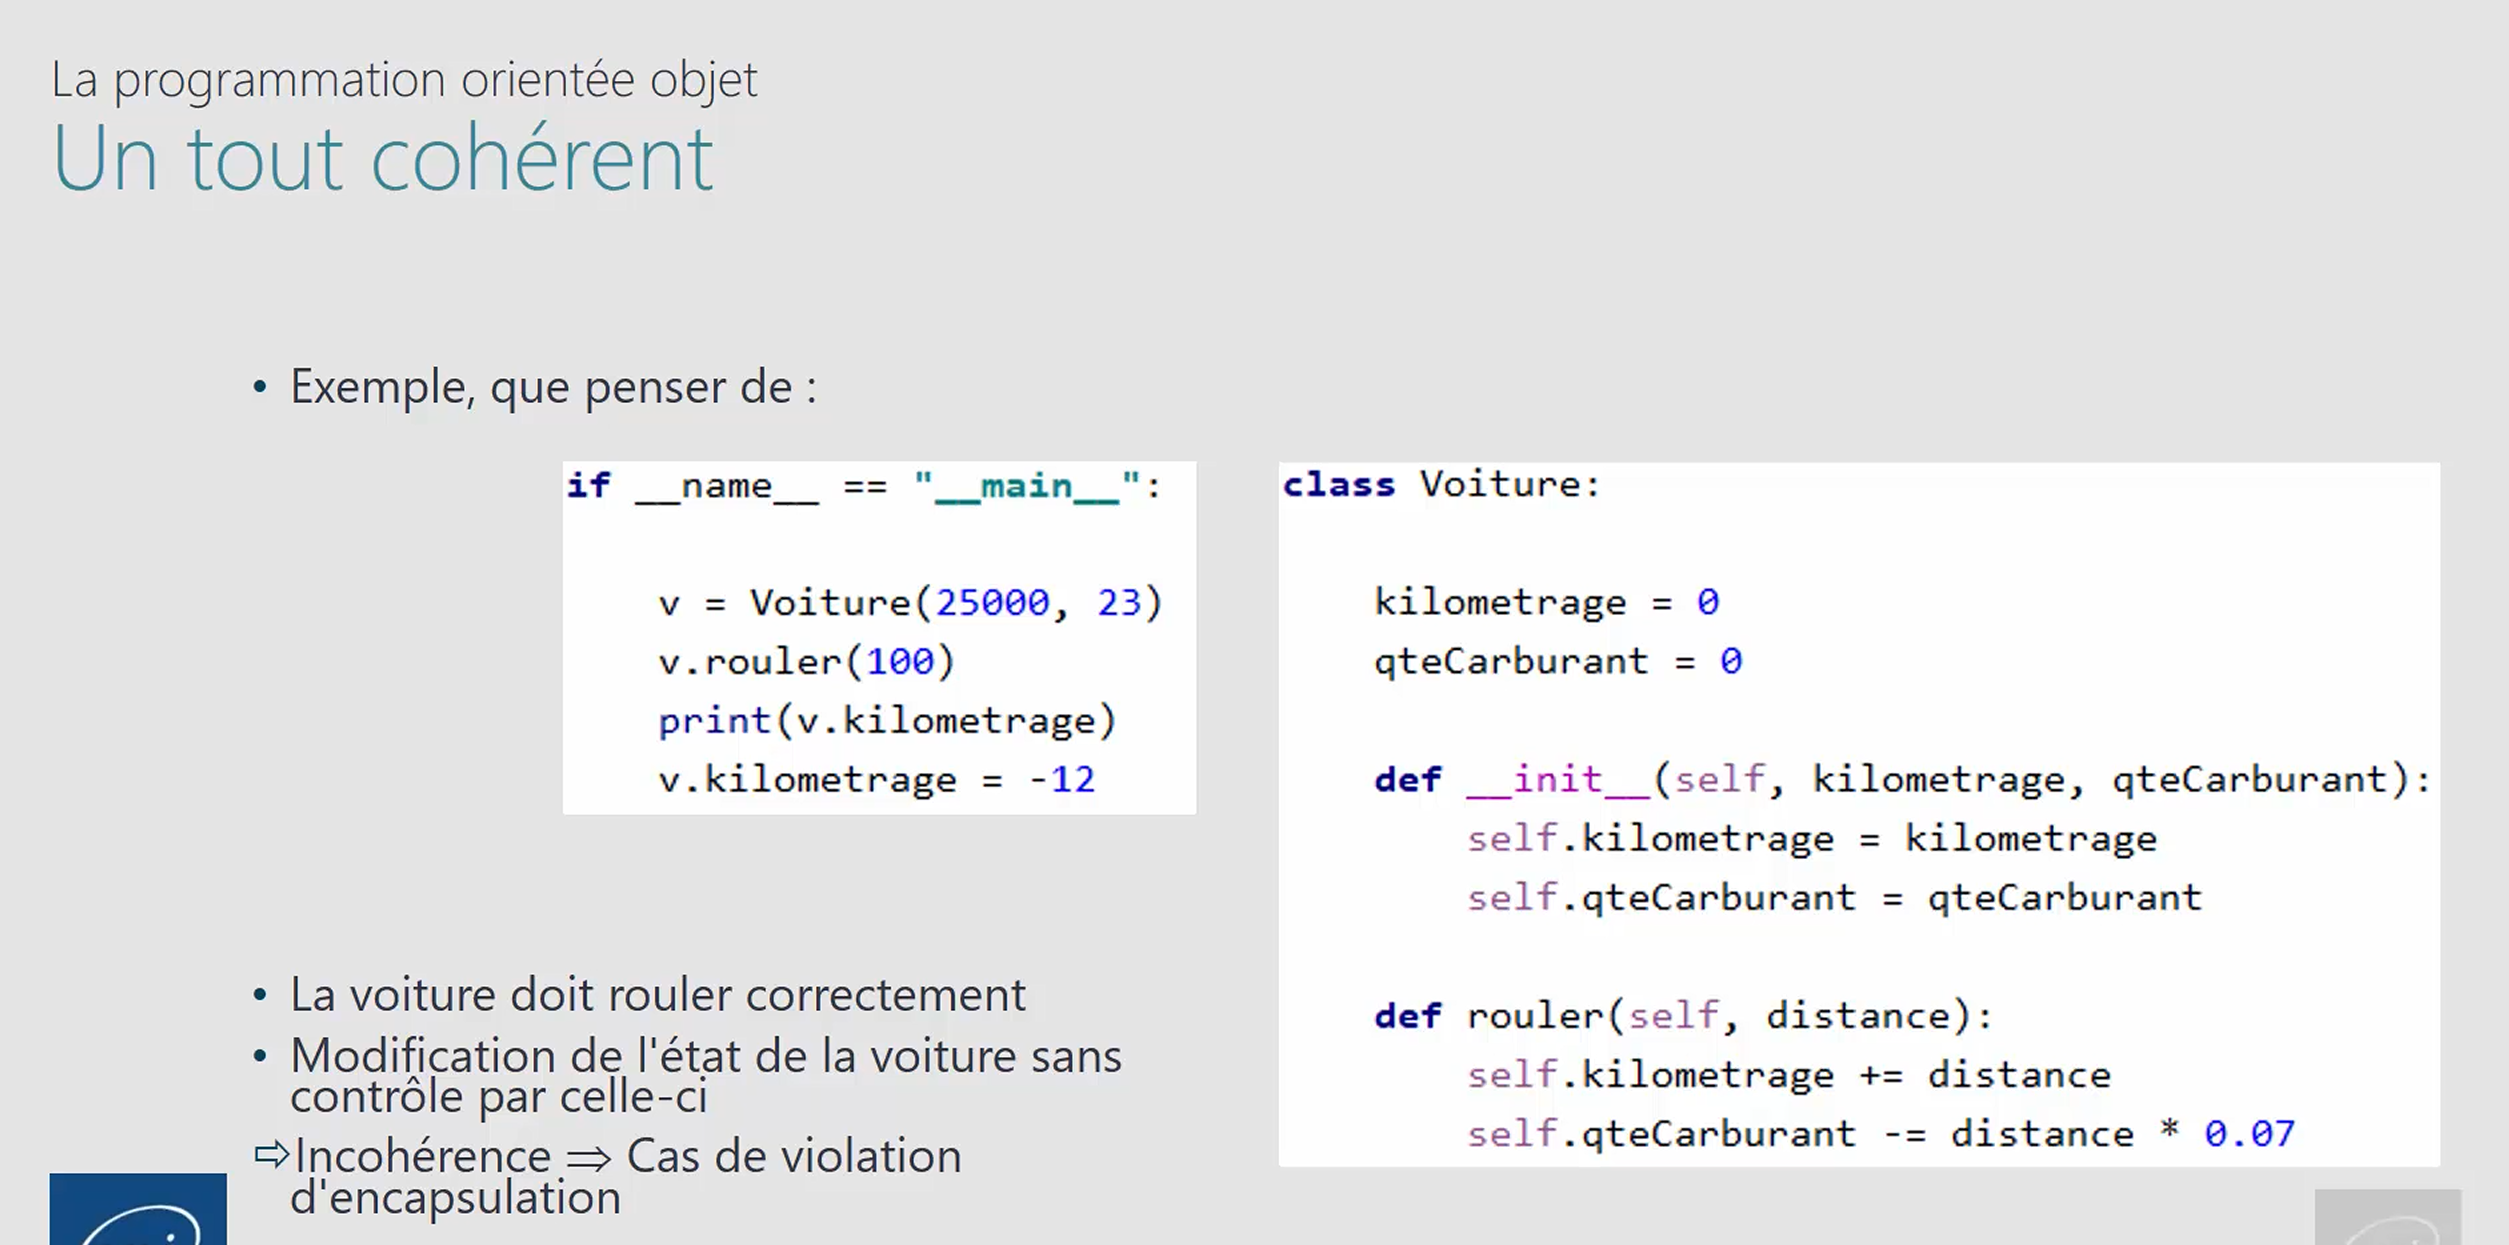 La programmation orientée objet
Un tout cohérent
• Exemple, que penser de :
if __name__ == "__main__":
v = Voiture(25000, 23)
v.rouler(100)
print(v.kilometrage)
v.kilometrage = -12
class Voiture:
kilometrage = 0
qteCarburant = 0
def __init__(self, kilometrage, qteCarburant):
self.kilometrage = kilometrage
self.qteCarburant = qteCarburant
def rouler(self, distance):
self.kilometrage += distance
self.qteCarburant -= distance * 0.07
• La voiture doit rouler correctement
• Modification de l'état de la voiture sans
contrôle par celle-ci
⇨Incohérence ⇒ Cas de violation
d'encapsulation